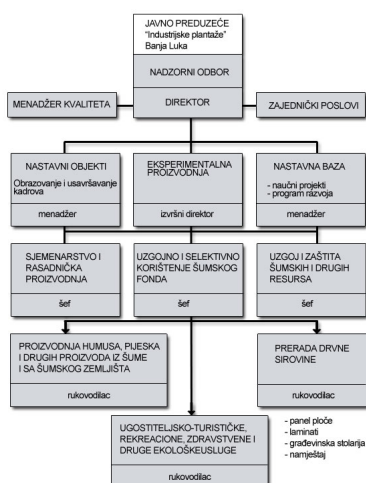 JAVNO PREDUZEĆE
"Industrijske plantaže"
Banja Luka
NADZORNI ODBOR
MENADŽER KVALITETA
DIREKTOR
ZAJEDNIČKI POSLOVI
NASTAVNI OBJEKTI
Obrazovanje i usavršavanje
kadrova
menadžer
EKSPERIMENTALNA
PROIZVODNJA
izvršni direktor
NASTAVNA BAZA
- naučni projekti
- program razvoja
menadžer
SJEMENARSTVO I
RASADNIČKA
PROIZVODNJA
šef
UZGOJNO I SELEKTIVNO
KORIŠTENJE ŠUMSKOG
FONDA
šef
UZGOJ I ZAŠTITA
ŠUMSKIH I DRUGIH
RESURSA
šef
PROIZVODNJA HUMUSA, PIJESKA
I DRUGIH PROIZVODA IZ ŠUME
I SA ŠUMSKOG ZEMLJIŠTA
rukovodilac
PRERADA DRVNE
SIROVINE
rukovodilac
UGOSTITELJSKO-TURISTIČKE,
REKREACIONE, ZDRAVSTVENE I
DRUGE EKOLOŠKEUSLUGE
rukovodilac
- panel ploče
- laminati
- građevinska stolarija
- namještaj